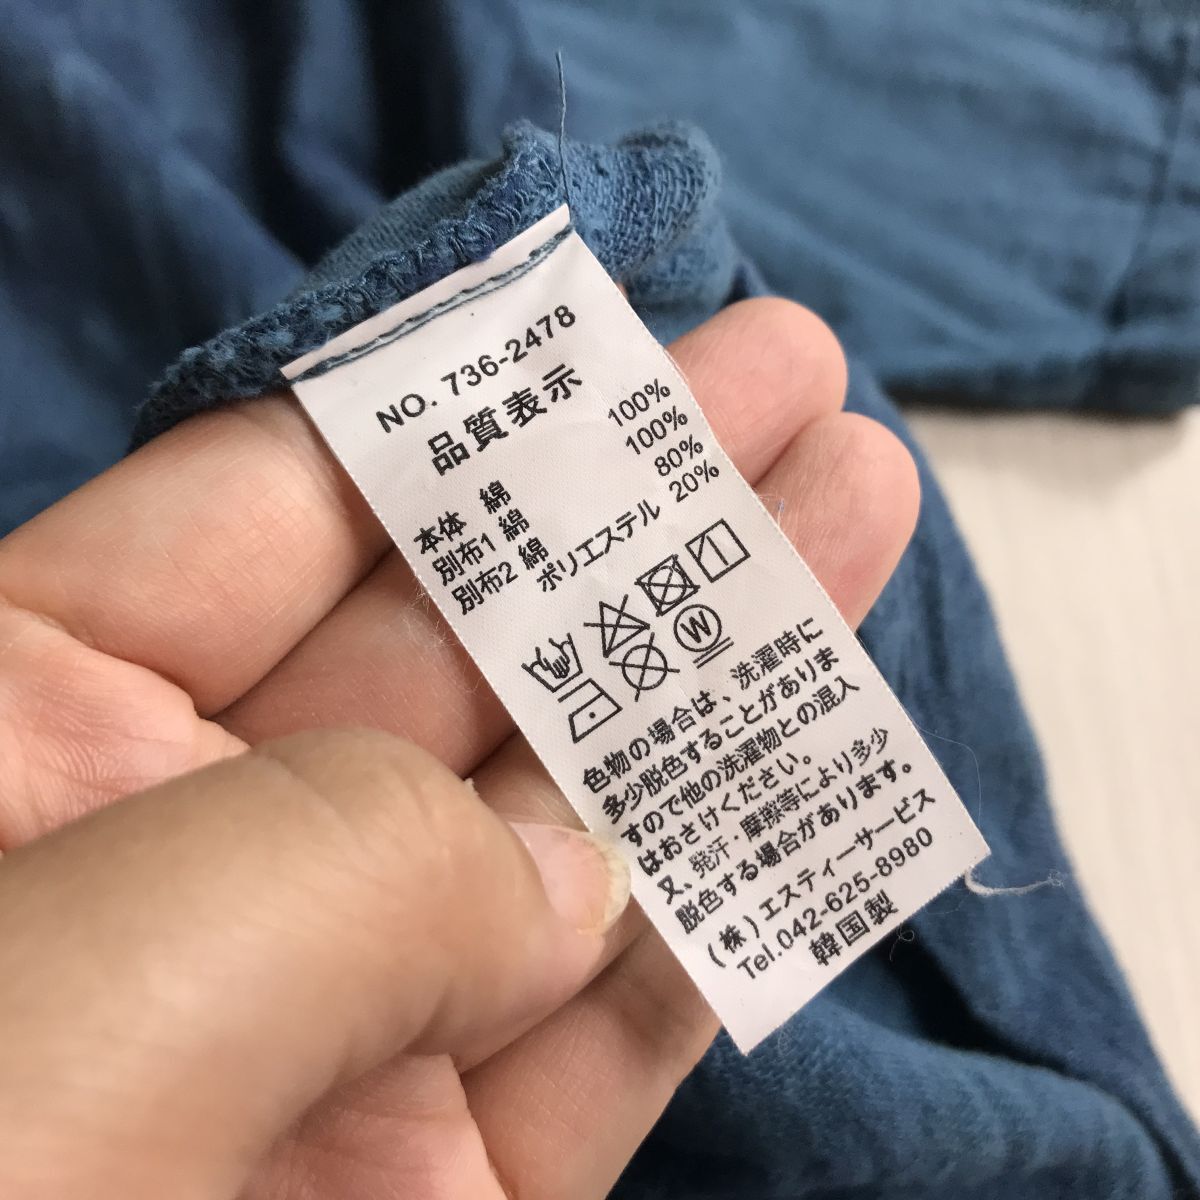 NO. 736-2478
品質表示
本体 綿 100%
別布1 綿 100%
別布2 綿 80%
ポリエステル 20%
W
色物の場合は、洗濯時に
多少脱色することがありま
すので他の洗濯物との混入
はおさけください。
又、発汗・摩擦等により多少
脱色する場合があります。
(株)エスティーサービス
Tel.042-625-8980
韓国製